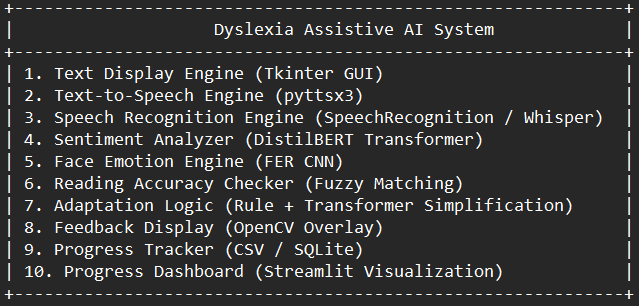 Dyslexia Assistive AI System
1. Text Display Engine (Tkinter GUI)
2. Text-to-Speech Engine (pyttsx3)
3. Speech Recognition Engine (SpeechRecognition / Whisper)
4. Sentiment Analyzer (DistilBERT Transformer)
5. Face Emotion Engine (FER CNN)
6. Reading Accuracy Checker (Fuzzy Matching)
7. Adaptation Logic (Rule + Transformer Simplification)
8. Feedback Display (OpenCV Overlay)
9. Progress Tracker (CSV / SQLite)
10. Progress Dashboard (Streamlit Visualization)